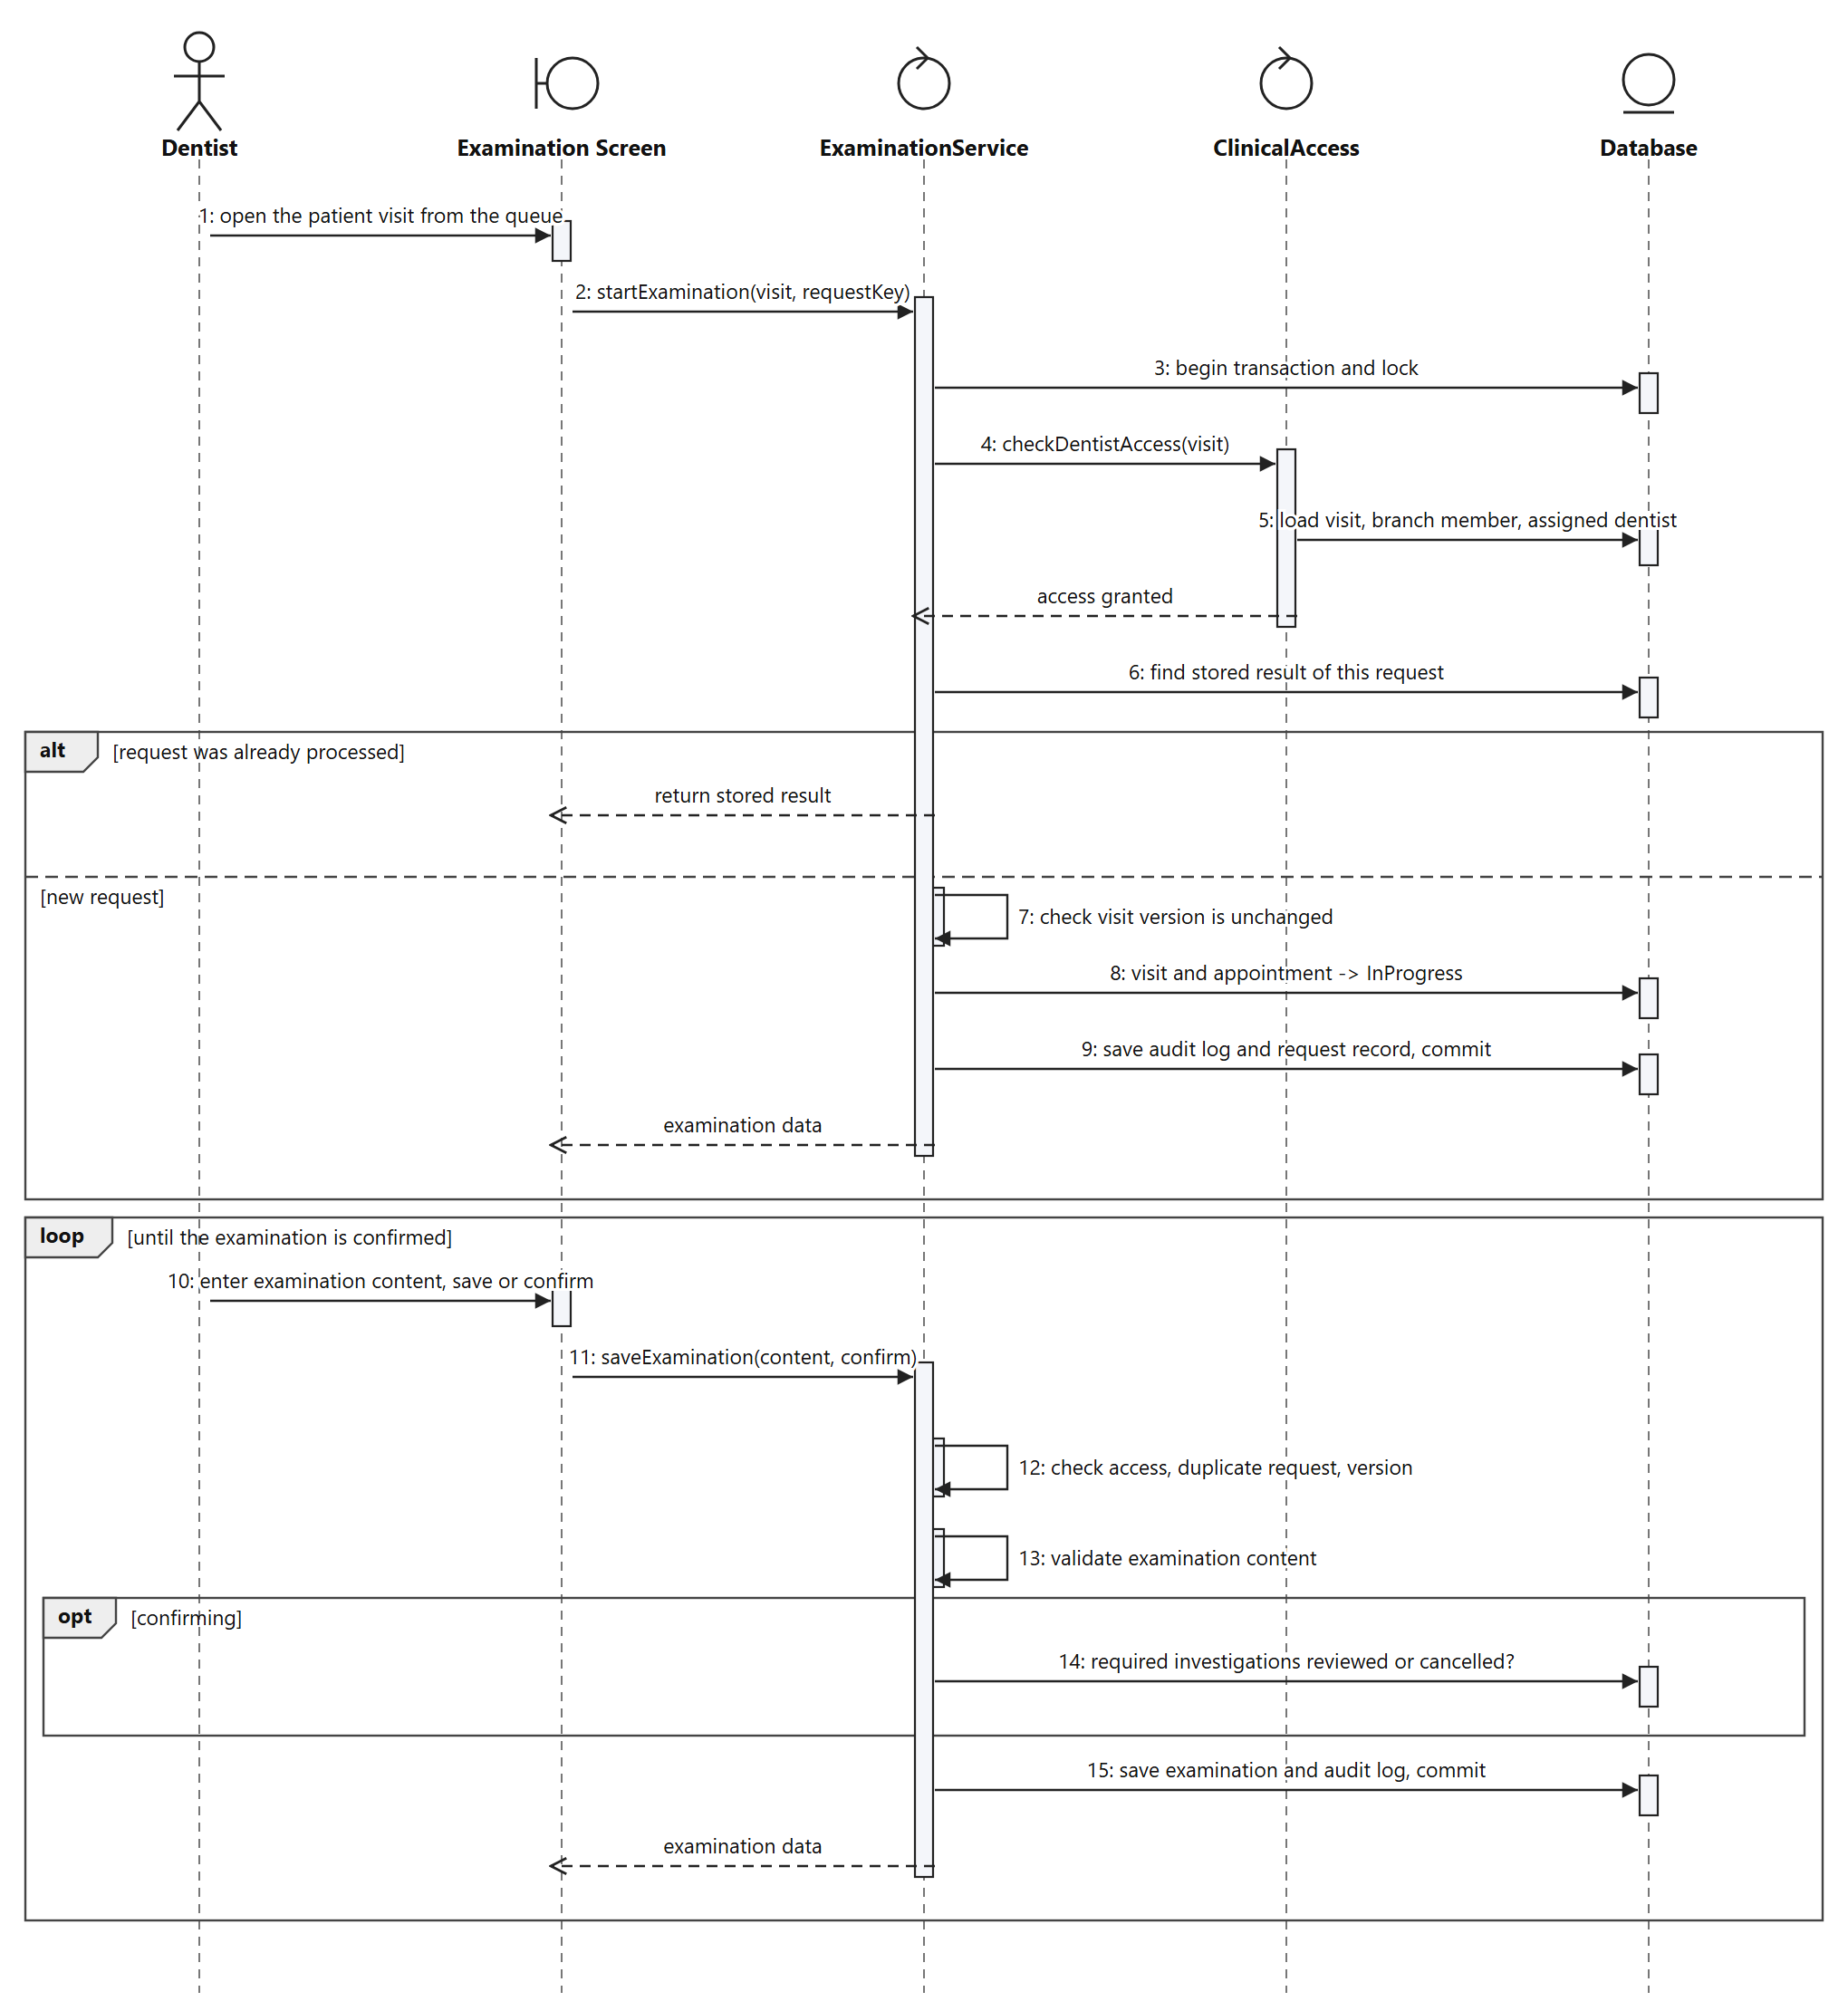 Dentist
Examination Screen
ExaminationService
ClinicalAccess
Database
1: open the patient visit from the queue
2: startExamination(visit, requestKey)
3: begin transaction and lock
4: checkDentistAccess(visit)
5: load visit, branch member, assigned dentist
access granted
6: find stored result of this request
alt
[request was already processed]
return stored result
[new request]
7: check visit version is unchanged
8: visit and appointment -> InProgress
9: save audit log and request record, commit
examination data
loop
[until the examination is confirmed]
10: enter examination content, save or confirm
11: saveExamination(content, confirm)
12: check access, duplicate request, version
13: validate examination content
opt
[confirming]
14: required investigations reviewed or cancelled?
15: save examination and audit log, commit
examination data